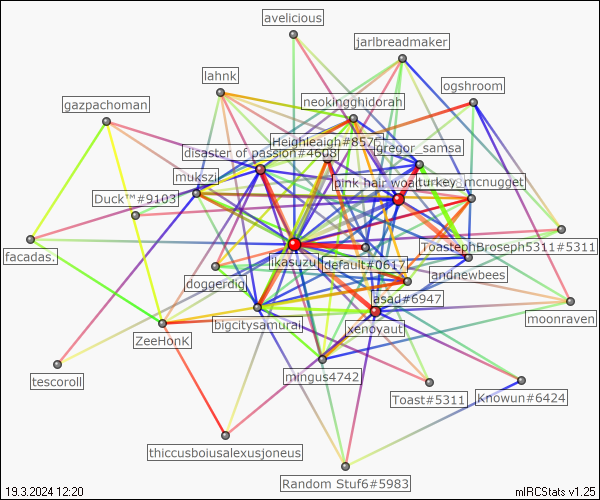 avelicious
jarlbreadmaker
lahnk
ogshroom
gazpachoman
neokingghidorah
Heighleaigh#857
gregor_samsa
disaster of passion#4608
mukszi
pink hair
turkey_mcnugget
Duck™#9103
facadas.
ikasuzu
default#0617
ToastephBroseph5311#5311
andrewbees
doggerdig
asad#6947
bigcitysamurai
xenoyaut
moonraven
ZeeHonK
mingus4742
tescoroll
Toast#5311
Knowun#6424
thiccusboiusalexusjoneus
Random Stuf6#5983
19.3.2024 12:20
mIRCStats v1.25